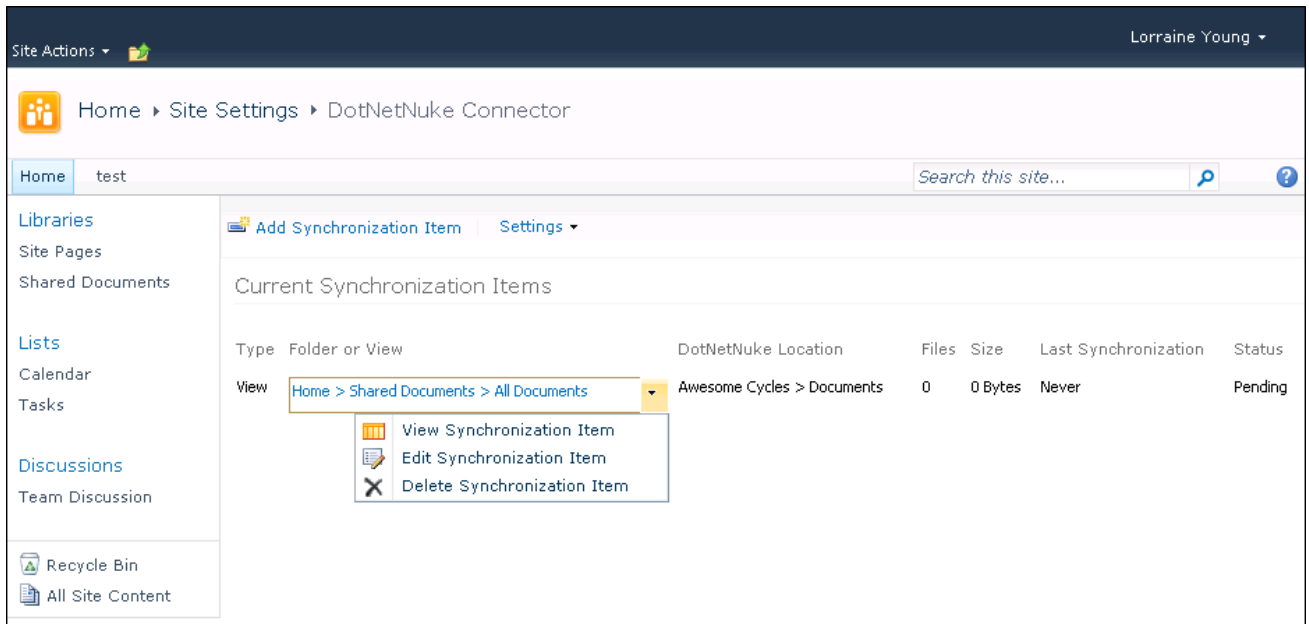 Lorraine Young
Site Actions
Home Site Settings DotNetNuke Connector
Home test Search this site...
Libraries
Site Pages
Shared Documents
Lists
Calendar
Tasks
Discussions
Team Discussion
Recycle Bin
All Site Content
Add Synchronization Item Settings
Current Synchronization Items
Type Folder or View DotNetNuke Location Files Size Last Synchronization Status
View Home > Shared Documents > All Documents Awesome Cycles > Documents 0 0 Bytes Never Pending
View Synchronization Item
Edit Synchronization Item
Delete Synchronization Item